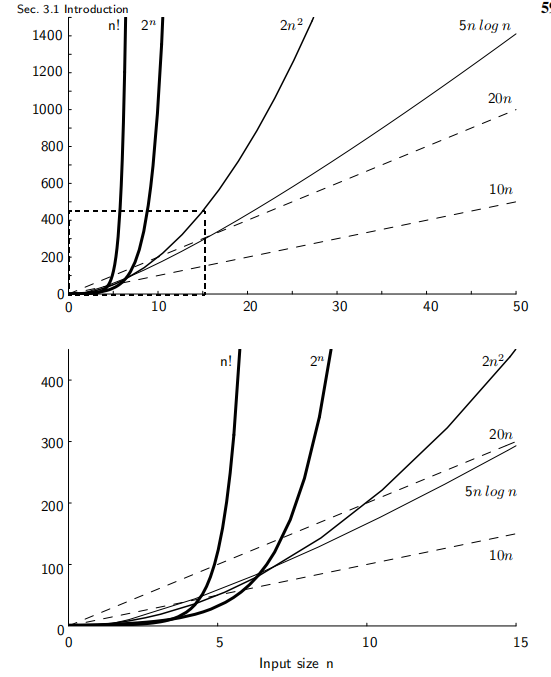 Sec. 3.1 Introduction 59
n! 2ⁿ 2n² 5n log n
1400
1200
20n
1000
800
600
10n
400
200
0
0 10 20 30 40 50
n! 2ⁿ 2n²
400
20n
300
5n log n
200
10n
100
0
0 5 10 15
Input size n